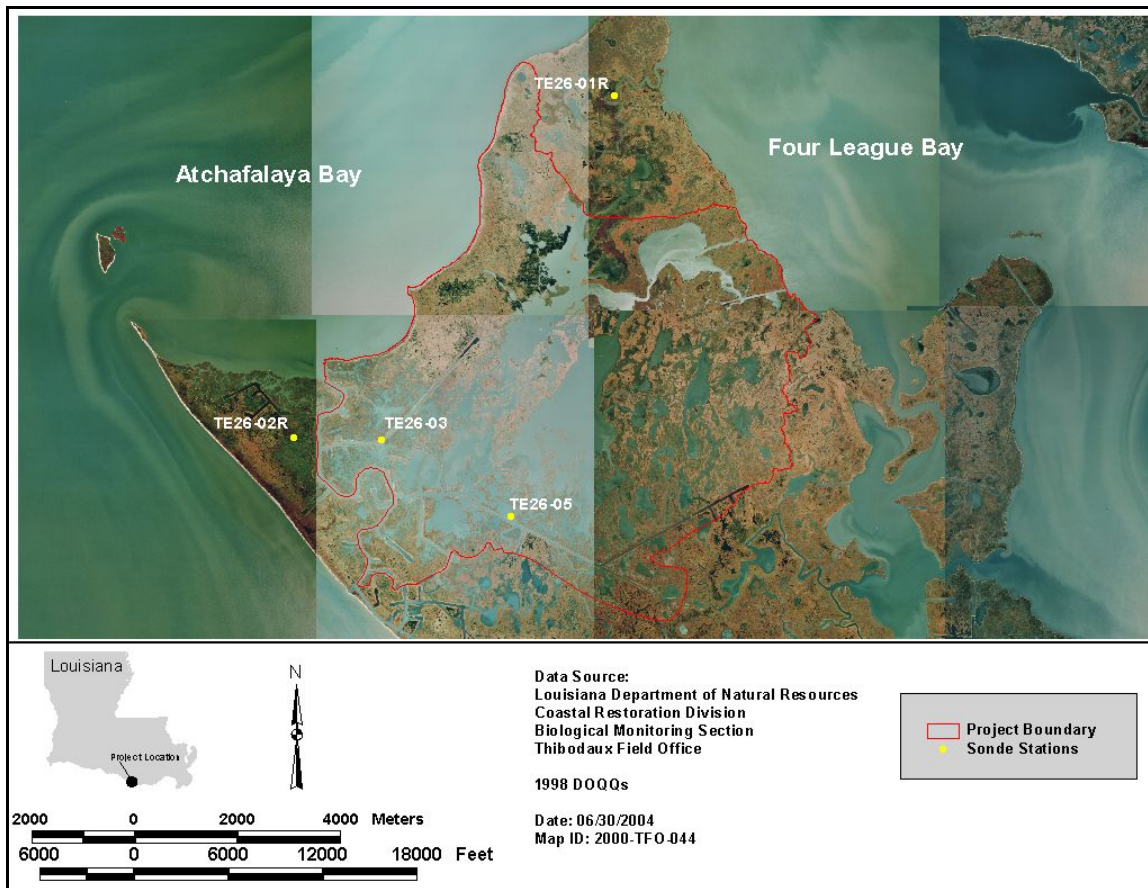 TE26-01R
Four League Bay
Atchafalaya Bay
TE26-02R
TE26-03
TE26-05
Louisiana
Project Location
N
Data Source:
Louisiana Department of Natural Resources
Coastal Restoration Division
Biological Monitoring Section
Thibodaux Field Office
1998 DOQQs
Date: 06/30/2004
Map ID: 2000-TFO-044
Project Boundary
Sonde Stations
2000 0 2000 4000 Meters
6000 0 6000 12000 18000 Feet